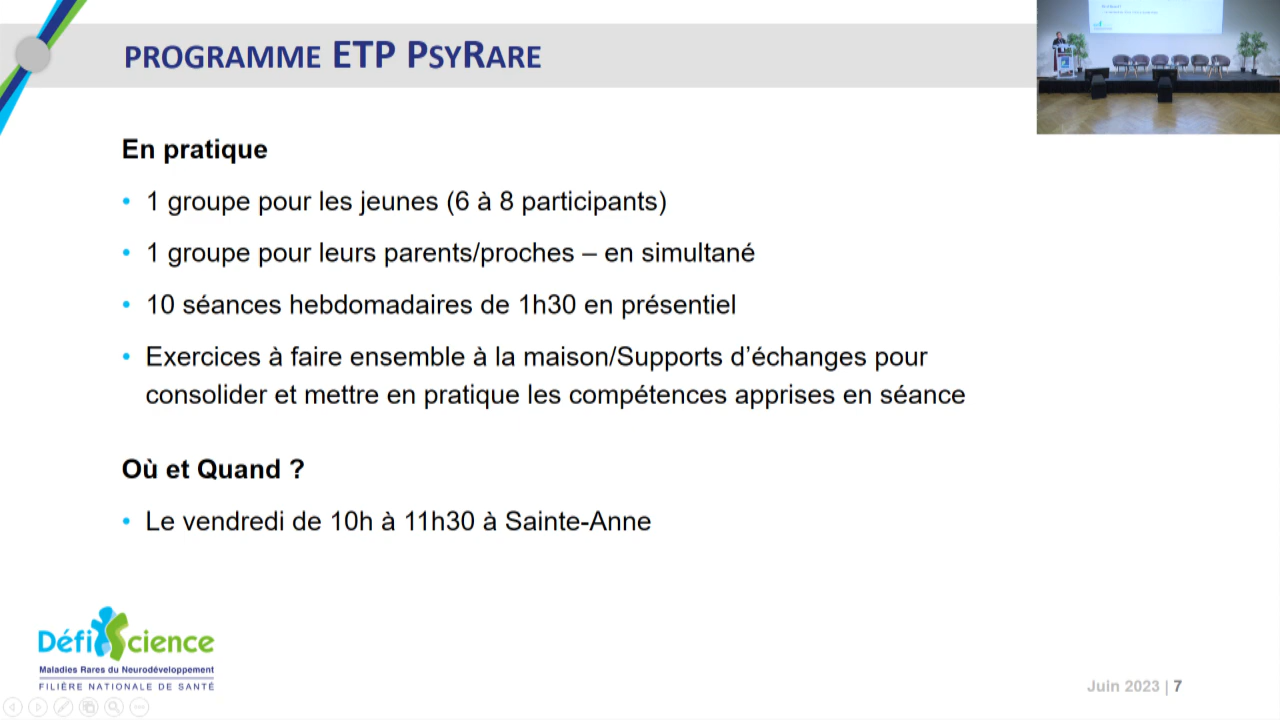 PROGRAMME ETP PSYRARE
En pratique
• 1 groupe pour les jeunes (6 à 8 participants)
• 1 groupe pour leurs parents/proches – en simultané
• 10 séances hebdomadaires de 1h30 en présentiel
• Exercices à faire ensemble à la maison/Supports d’échanges pour
consolider et mettre en pratique les compétences apprises en séance
Où et Quand ?
• Le vendredi de 10h à 11h30 à Sainte-Anne
DéfiScience
Maladies Rares du Neurodéveloppement
FILIÈRE NATIONALE DE SANTÉ
Juin 2023 | 7